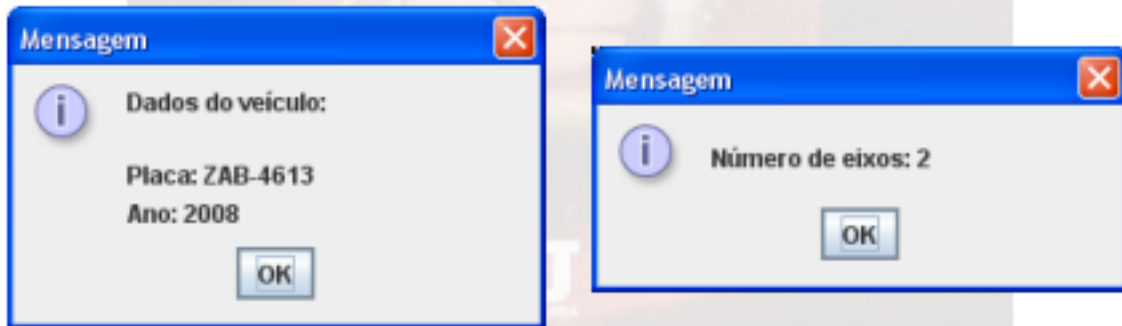 Mensagem
Dados do veículo:
Placa: ZAB-4613
Ano: 2008
OK
Mensagem
Número de eixos: 2
OK